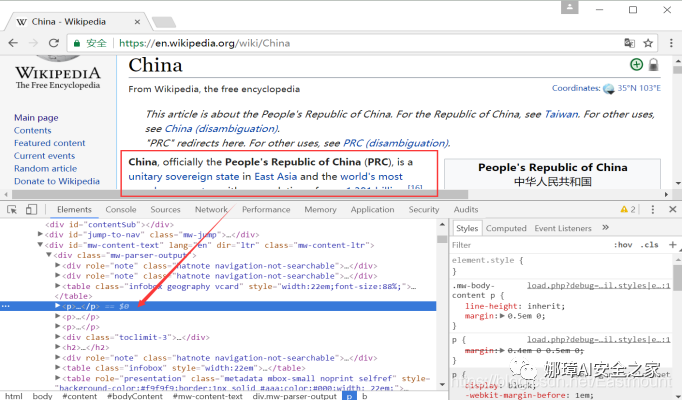 China - Wikipedia
安全
https://en.wikipedia.org/wiki/China
WIKIPEDIA
The Free Encyclopedia
Main page
Contents
Featured content
Current events
Random article
Donate to Wikipedia
China
From Wikipedia, the free encyclopedia
Coordinates: 35°N 103°E
This article is about the People's Republic of China. For the Republic of China, see Taiwan. For other uses,
see China (disambiguation).
"PRC" redirects here. For other uses, see PRC (disambiguation).
China, officially the People's Republic of China (PRC), is a
unitary sovereign state in East Asia and the world's most
[16]
People's Republic of China
中华人民共和国
Elements Console Sources Network Performance Memory Application Security Audits 2
<div id="contentSub"></div>
<div id="jump-to-nav" class="mw-jump">…</div>
<div id="mw-content-text" lang="en" dir="ltr" class="mw-content-ltr">
<div class="mw-parser-output">
<div role="note" class="hatnote navigation-not-searchable">…</div>
<div role="note" class="hatnote navigation-not-searchable">…</div>
<table class="infobox geography vcard" style="width:22em;font-size:88%;">…
</table>
… <p>…</p> == $0
<p>…</p>
<p>…</p>
<div class="toclimit-3">…</div>
<h2>…</h2>
<div role="note" class="hatnote navigation-not-searchable">…</div>
<table class="infobox" style="width:22em">…</table>
<table role="presentation" class="metadata mbox-small noprint selfref" style=
"background-color:#f9f9f9;border:1px solid #aaa;color:#000;width: 22em">
html body #content #bodyContent #mw-content-text div.mw-parser-output p
Styles Computed Event Listeners »
Filter :hov .cls +
element.style {
}
.mw-body- load.php?debug=…il.styles|e…:1
content p {
line-height: inherit;
margin: 0.5em 0;
}
p { load.php?debug=…il.styles|e…:1
margin: 0.4em 0 0.5em 0;
}
p {
display: block;
-webkit-margin-before: 1em;
娜璋AI安全之家